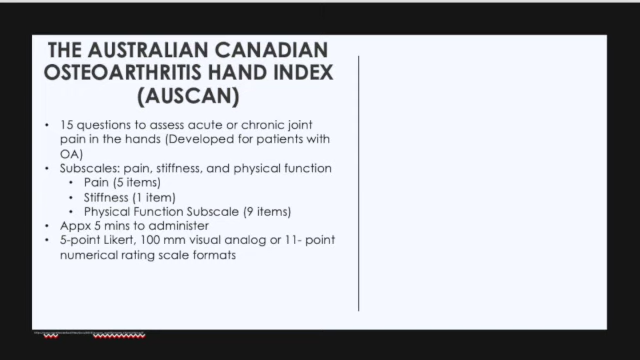 THE AUSTRALIAN CANADIAN
OSTEOARTHRITIS HAND INDEX
(AUSCAN)
• 15 questions to assess acute or chronic joint
pain in the hands (Developed for patients with
OA)
• Subscales: pain, stiffness, and physical function
• Pain (5 items)
• Stiffness (1 item)
• Physical Function Subscale (9 items)
• Appx 5 mins to administer
• 5-point Likert, 100 mm visual analog or 11- point
numerical rating scale formats